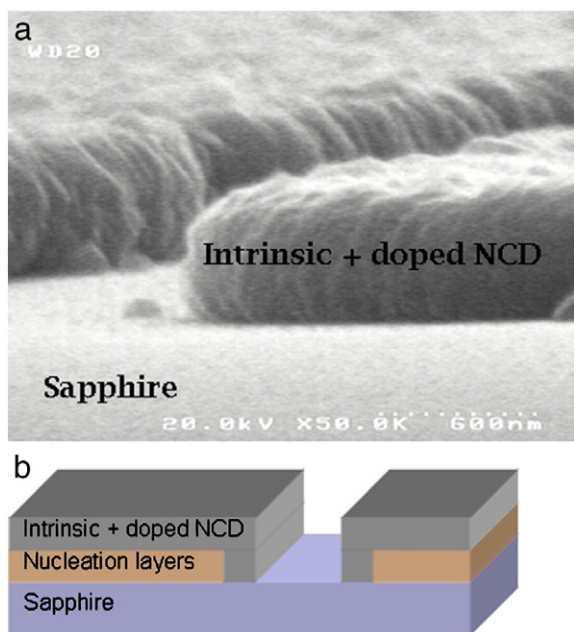 a
WD20
Intrinsic + doped NCD
Sapphire
20.0kV X50.0K 600nm
b
Intrinsic + doped NCD
Nucleation layers
Sapphire